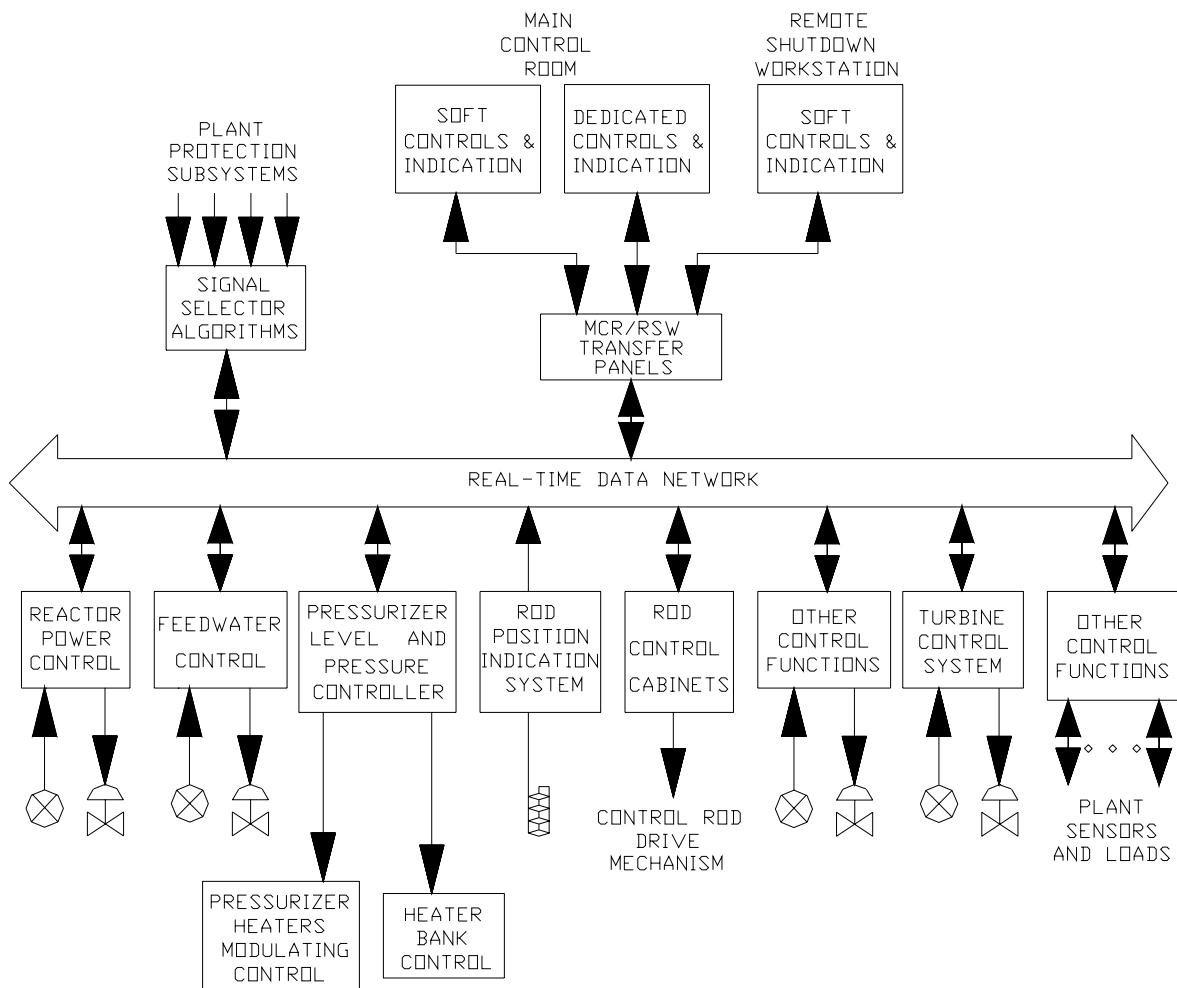 MAIN
CONTROL
ROOM
REMOTE
SHUTDOWN
WORKSTATION
SOFT
CONTROLS &
INDICATION
DEDICATED
CONTROLS &
INDICATION
SOFT
CONTROLS &
INDICATION
PLANT
PROTECTION
SUBSYSTEMS
SIGNAL
SELECTOR
ALGORITHMS
MCR/RSW
TRANSFER
PANELS
REAL-TIME DATA NETWORK
REACTOR
POWER
CONTROL
FEEDWATER
CONTROL
PRESSURIZER
LEVEL AND
PRESSURE
CONTROLLER
ROD
POSITION
INDICATION
SYSTEM
ROD
CONTROL
CABINETS
OTHER
CONTROL
FUNCTIONS
TURBINE
CONTROL
SYSTEM
OTHER
CONTROL
FUNCTIONS
CONTROL ROD
DRIVE
MECHANISM
PLANT
SENSORS
AND LOADS
PRESSURIZER
HEATERS
MODULATING
CONTROL
HEATER
BANK
CONTROL